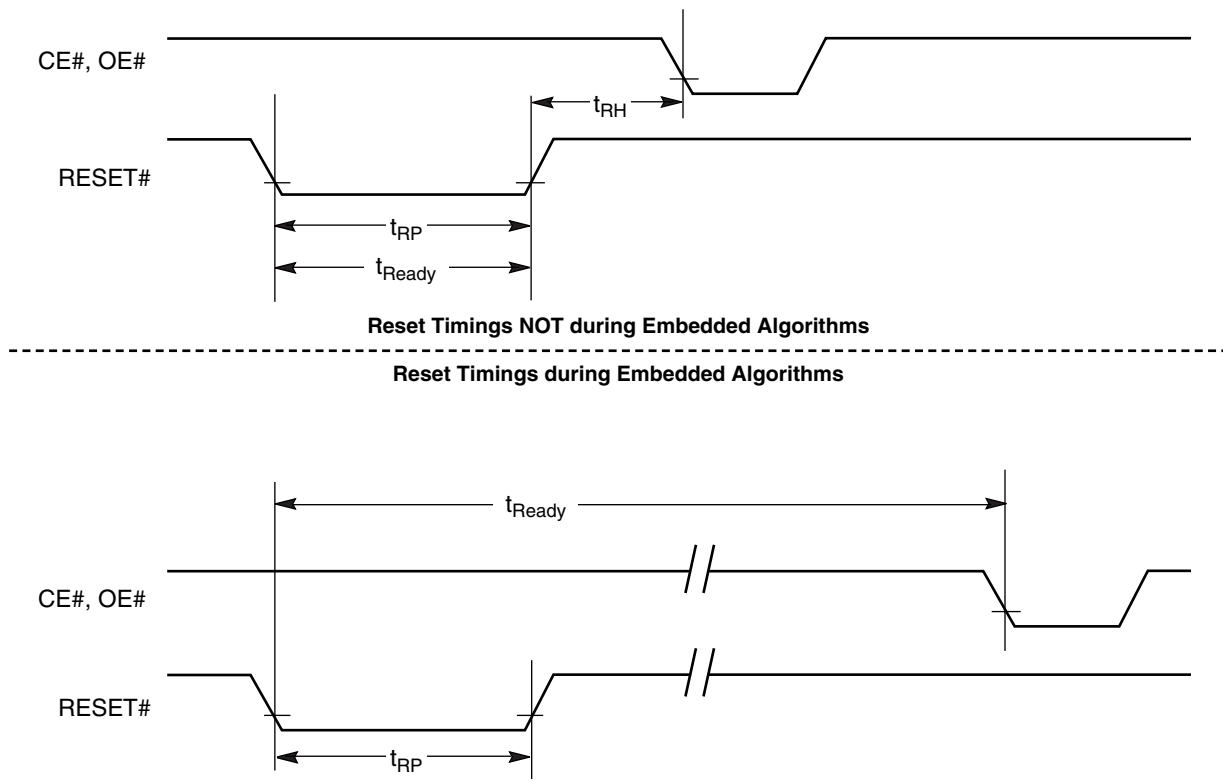 CE#, OE#
tRH
RESET#
tRP
tReady
Reset Timings NOT during Embedded Algorithms
Reset Timings during Embedded Algorithms
tReady
CE#, OE#
RESET#
tRP